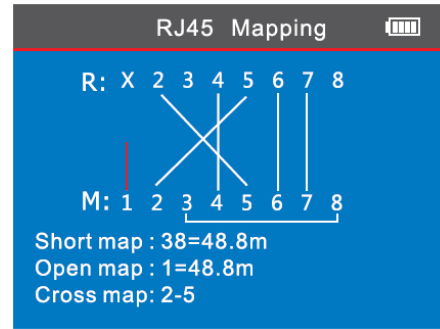 RJ45 Mapping
R: X 2 3 4 5 6 7 8
M: 1 2 3 4 5 6 7 8
Short map : 38=48.8m
Open map : 1=48.8m
Cross map: 2-5